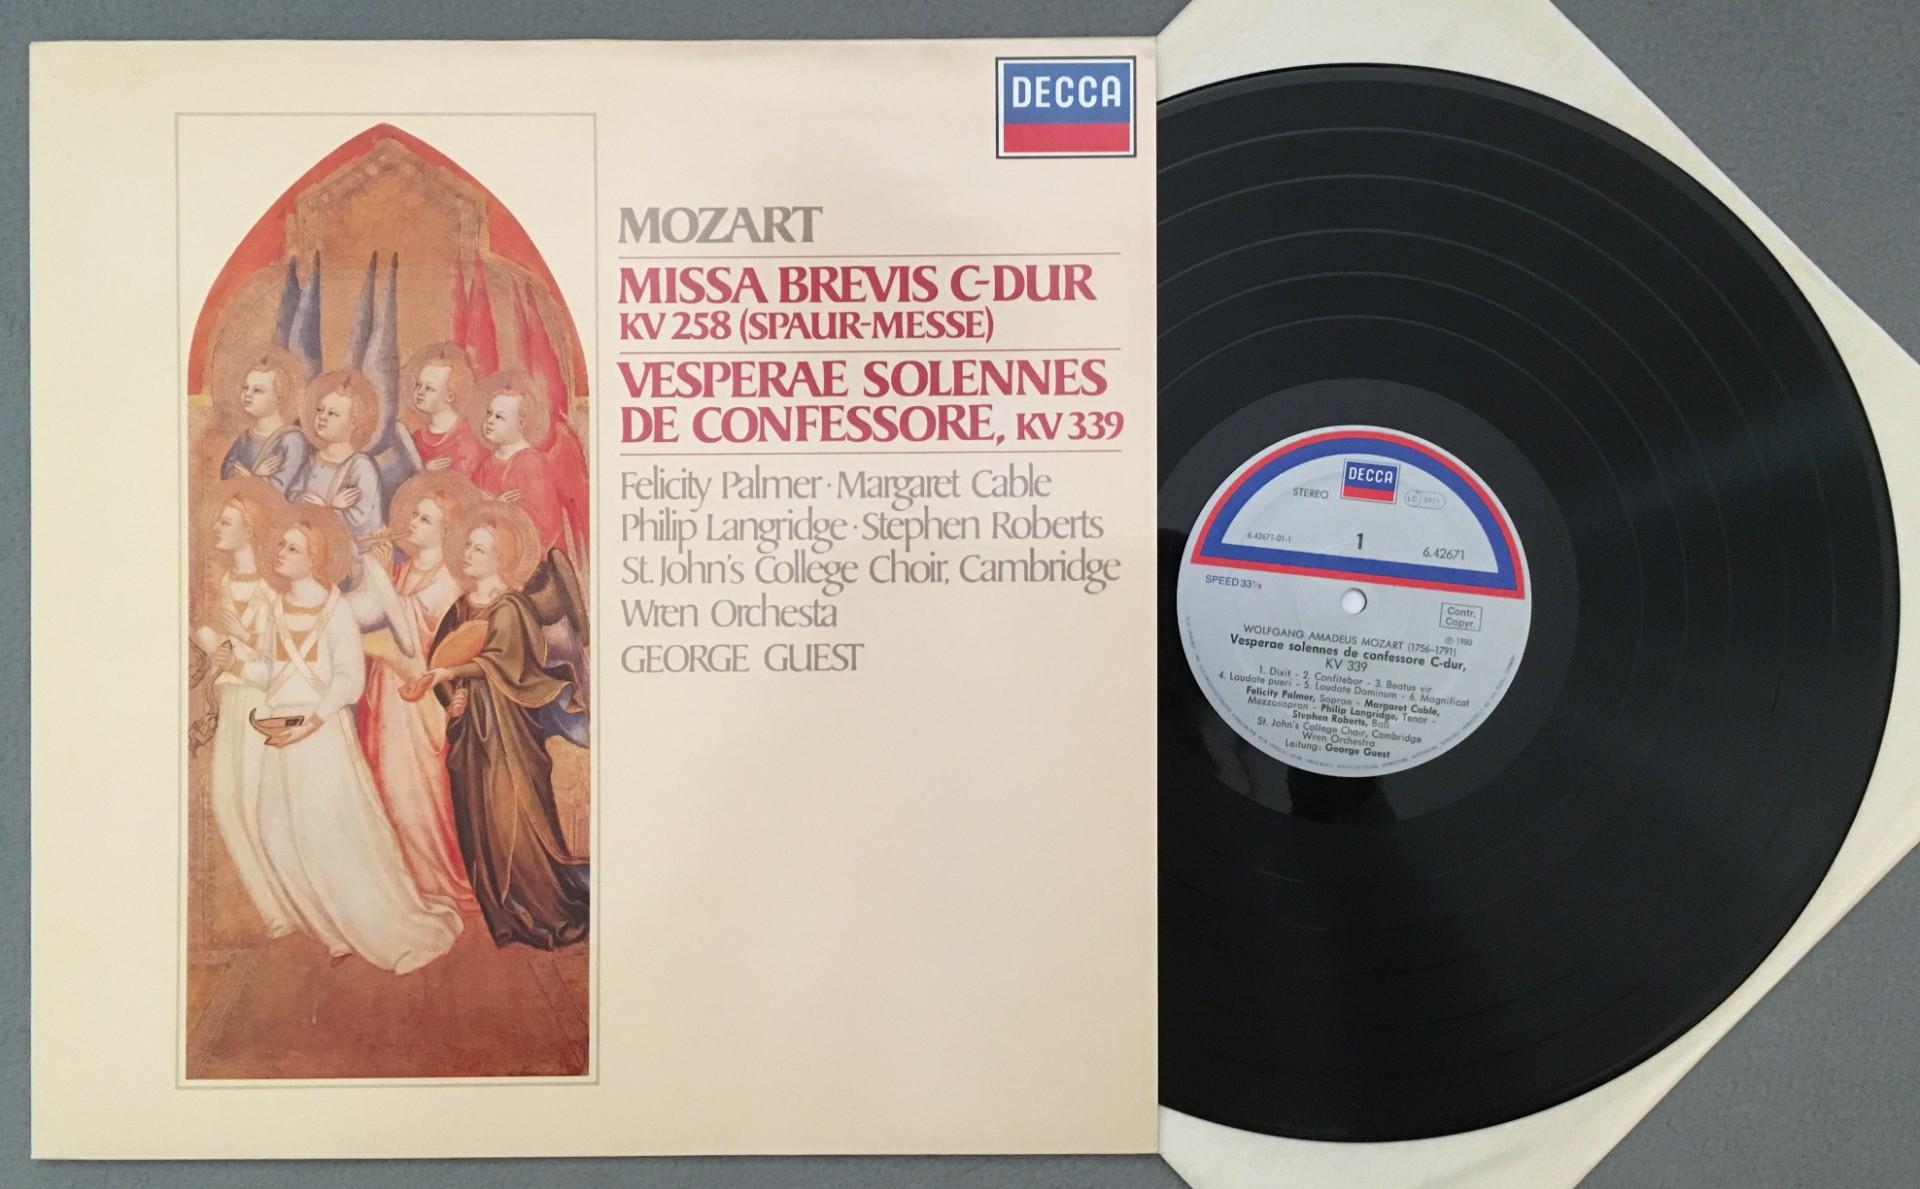 DECCA
MOZART
MISSA BREVIS C-DUR
KV 258 (SPAUR-MESSE)
VESPERAE SOLENNES
DE CONFESSORE, KV 339
Felicity Palmer · Margaret Cable
Philip Langridge · Stephen Roberts
St. John's College Choir, Cambridge
Wren Orchesta
GEORGE GUEST
DECCA
STEREO
LC 0971
6.42671-01-1
1
6.42671
SPEED 33⅓
Contr.
Copyr.
℗ 1980
WOLFGANG AMADEUS MOZART (1756–1791)
Vesperae solennes de confessore C-dur,
KV 339
1. Dixit - 2. Confitebor - 3. Beatus vir
4. Laudate pueri - 5. Laudate Dominum - 6. Magnificat
Felicity Palmer, Sopran - Margaret Cable,
Mezzosopran - Philip Langridge, Tenor -
Stephen Roberts, Baß
St. John's College Choir, Cambridge
Wren Orchestra
Leitung: George Guest